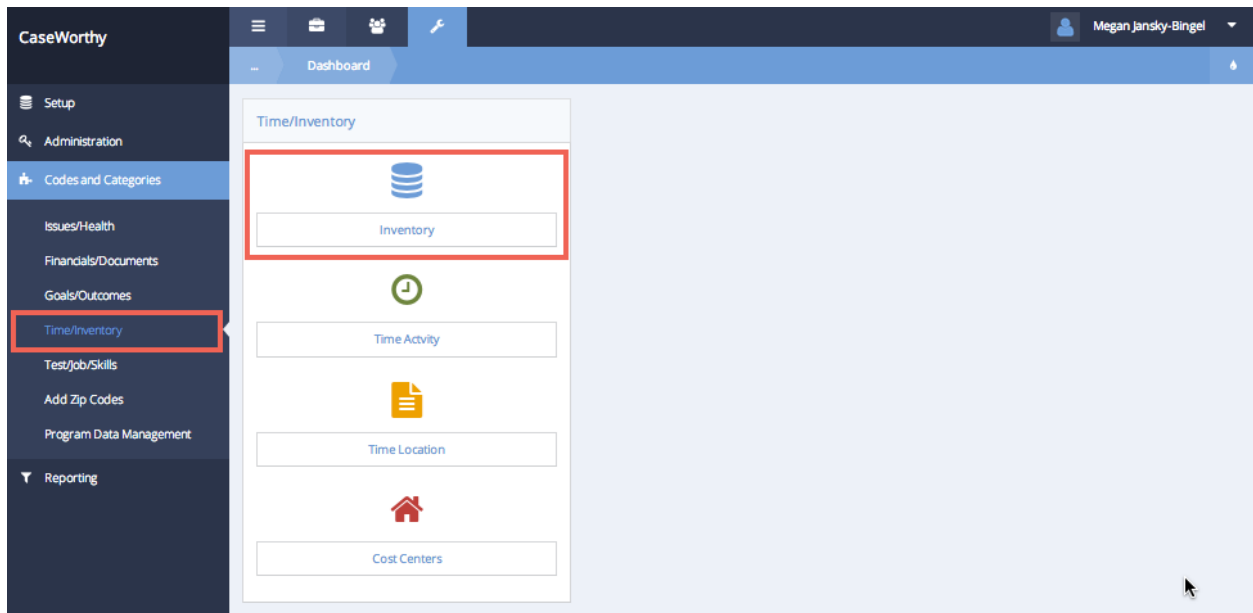 CaseWorthy
Megan Jansky-Bingel
...
Dashboard
Setup
Administration
Codes and Categories
Issues/Health
Financials/Documents
Goals/Outcomes
Time/Inventory
Test/Job/Skills
Add Zip Codes
Program Data Management
Reporting
Time/Inventory
Inventory
Time Actvity
Time Location
Cost Centers